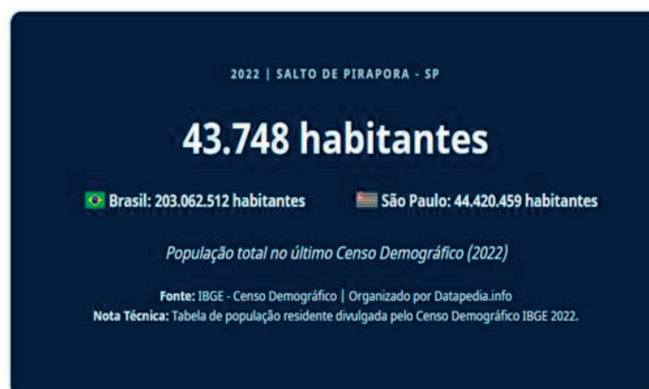 2022 | SALTO DE PIRAPORA - SP
43.748 habitantes
Brasil: 203.062.512 habitantes
São Paulo: 44.420.459 habitantes
População total no último Censo Demográfico (2022)
Fonte: IBGE - Censo Demográfico | Organizado por Datapedia.info
Nota Técnica: Tabela de população residente divulgada pelo Censo Demográfico IBGE 2022.